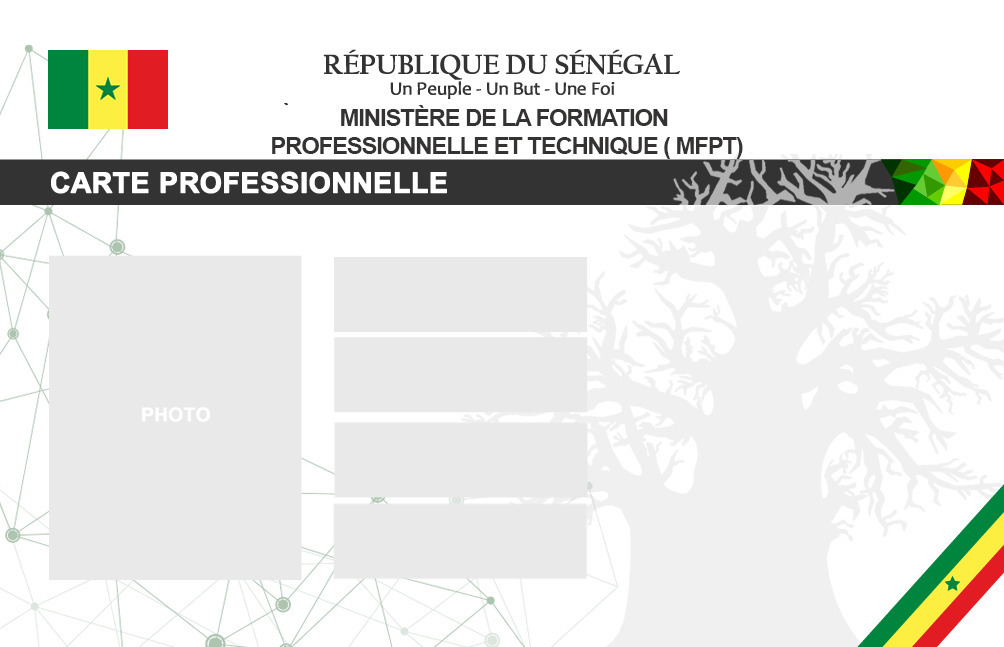 RÉPUBLIQUE DU SÉNÉGAL
Un Peuple - Un But - Une Foi
MINISTÈRE DE LA FORMATION
PROFESSIONNELLE ET TECHNIQUE ( MFPT)
CARTE PROFESSIONNELLE
PHOTO